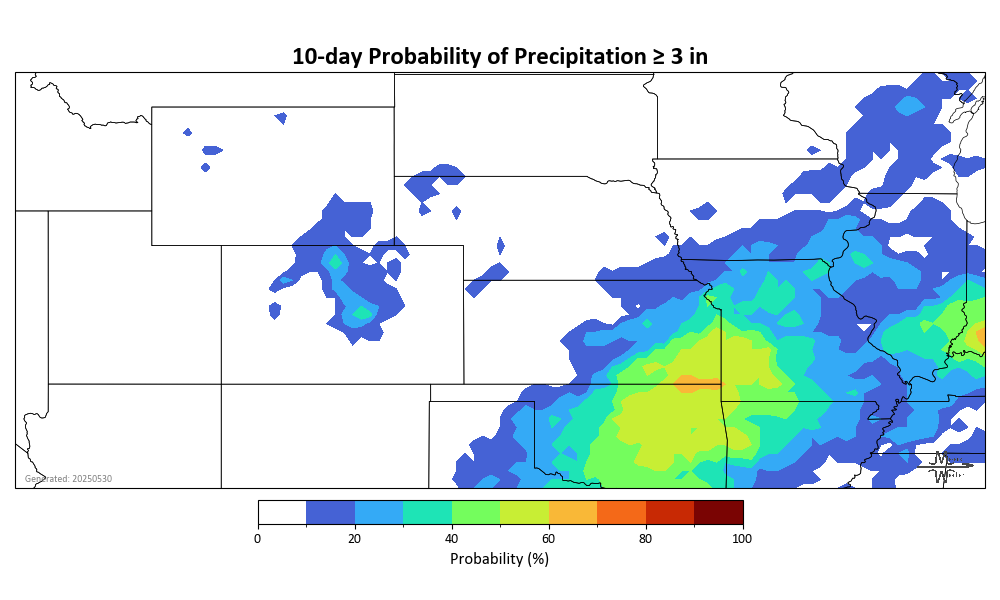 10-day Probability of Precipitation ≥ 3 in
Generated: 20250530
0 20 40 60 80 100
Probability (%)